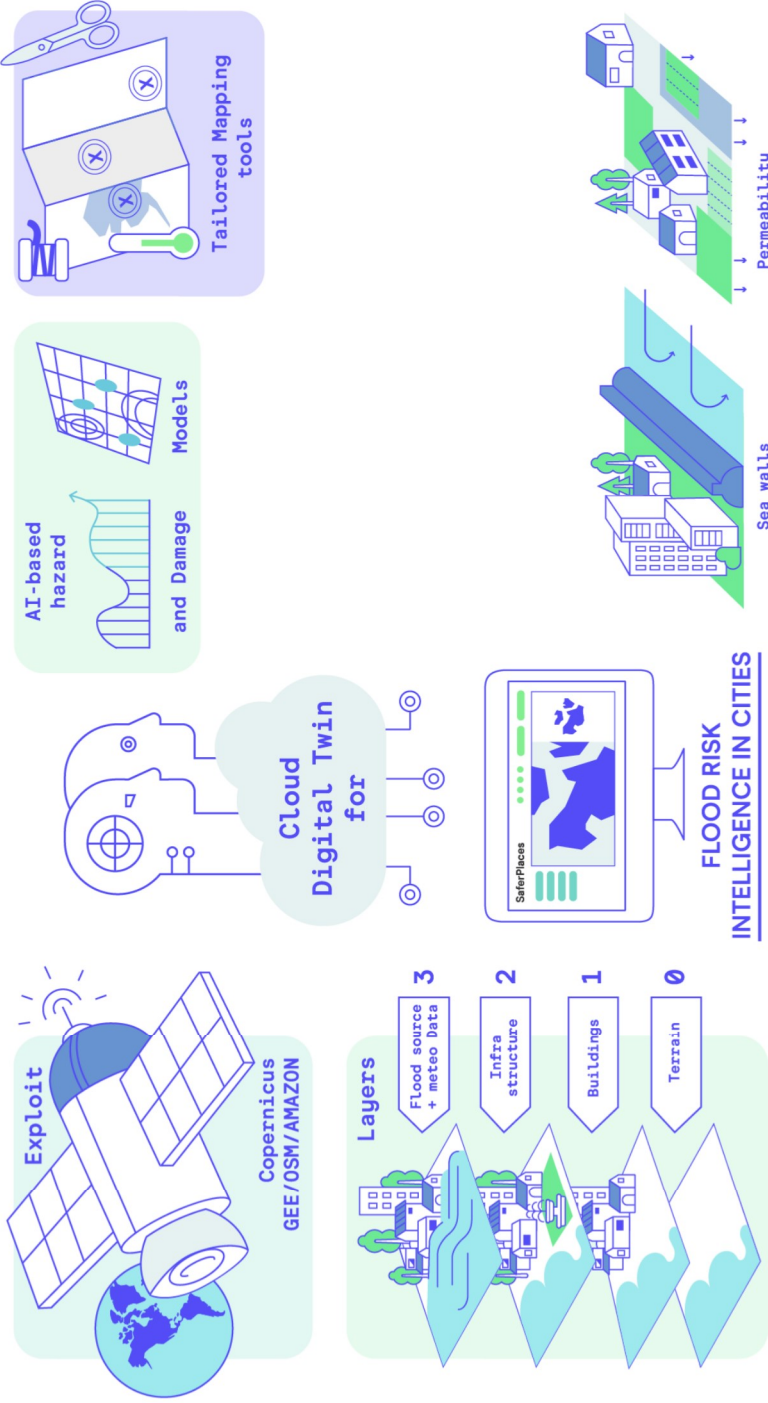 Exploit
Copernicus
GEE/OSM/AMAZON
Layers
Flood source
+ meteo Data
3
Infra
structure
2
Buildings
1
Terrain
0
Cloud
Digital Twin
for
SaferPlaces
FLOOD RISK
INTELLIGENCE IN CITIES
AI-based
hazard
and Damage
Models
Tailored Mapping
tools
Sea walls
Permeability